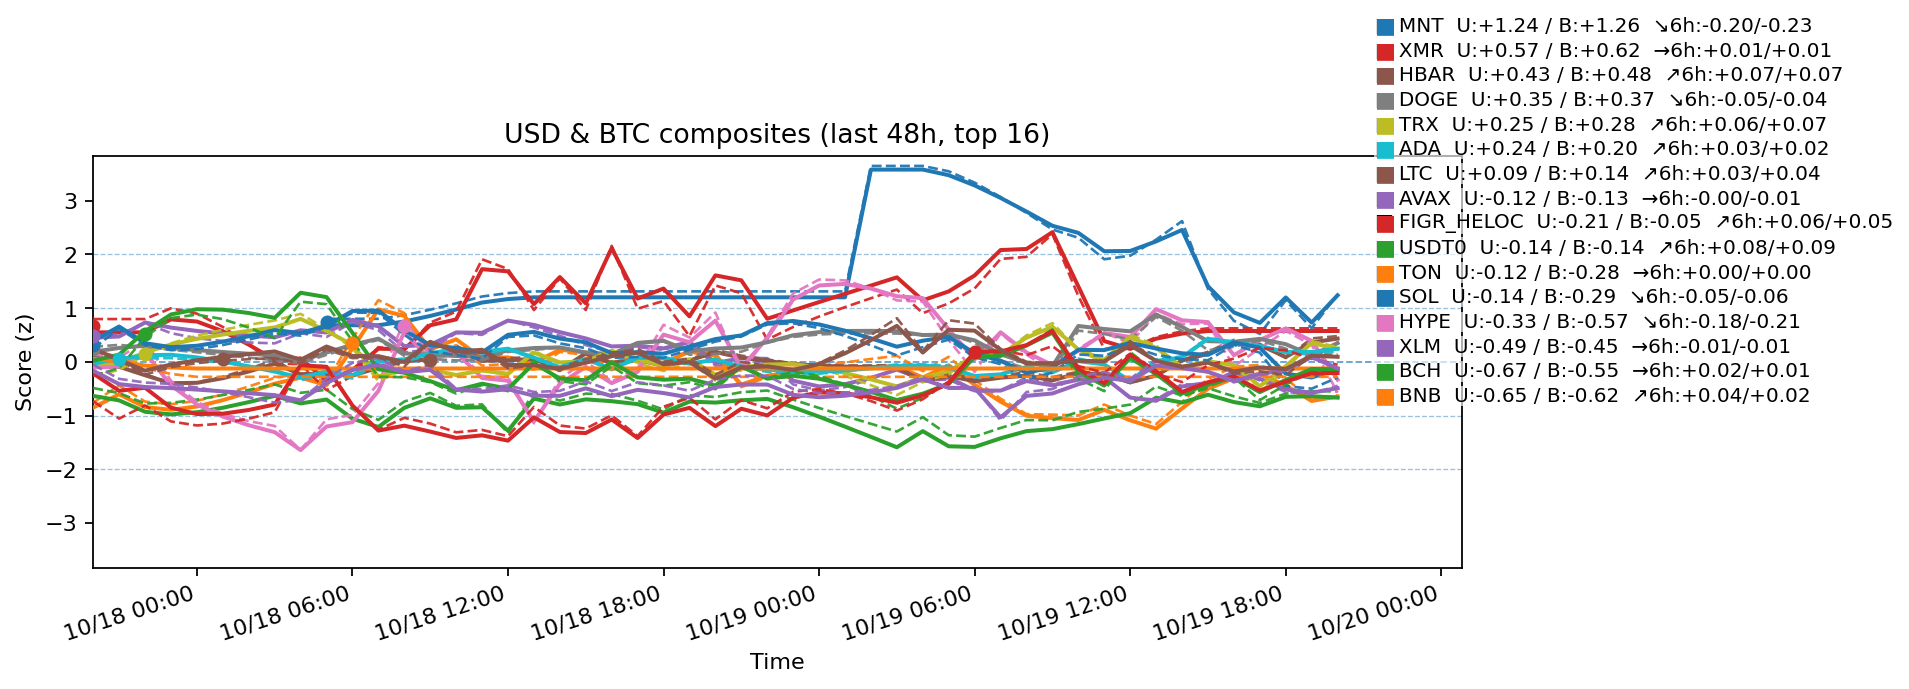 MNT U:+1.24 / B:+1.26 ↘6h:-0.20/-0.23
XMR U:+0.57 / B:+0.62 →6h:+0.01/+0.01
HBAR U:+0.43 / B:+0.48 ↗6h:+0.07/+0.07
DOGE U:+0.35 / B:+0.37 ↘6h:-0.05/-0.04
TRX U:+0.25 / B:+0.28 ↗6h:+0.06/+0.07
ADA U:+0.24 / B:+0.20 ↗6h:+0.03/+0.02
LTC U:+0.09 / B:+0.14 ↗6h:+0.03/+0.04
AVAX U:-0.12 / B:-0.13 →6h:-0.00/-0.01
FIGR_HELOC U:-0.21 / B:-0.05 ↗6h:+0.06/+0.05
USDT0 U:-0.14 / B:-0.14 ↗6h:+0.08/+0.09
TON U:-0.12 / B:-0.28 →6h:+0.00/+0.00
SOL U:-0.14 / B:-0.29 ↘6h:-0.05/-0.06
HYPE U:-0.33 / B:-0.57 ↘6h:-0.18/-0.21
XLM U:-0.49 / B:-0.45 →6h:-0.01/-0.01
BCH U:-0.67 / B:-0.55 →6h:+0.02/+0.01
BNB U:-0.65 / B:-0.62 ↗6h:+0.04/+0.02
USD & BTC composites (last 48h, top 16)
Score (z)
3
2
1
0
−1
−2
−3
10/18 00:00
10/18 06:00
10/18 12:00
10/18 18:00
10/19 00:00
10/19 06:00
10/19 12:00
10/19 18:00
10/20 00:00
Time